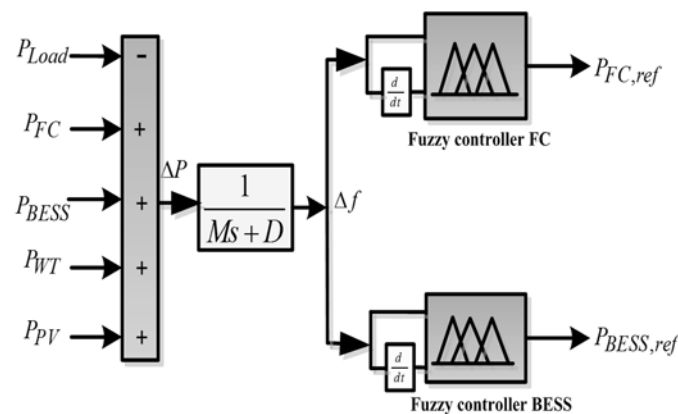 P_Load
-
P_FC
+
P_BESS
+
P_WT
+
P_PV
+
ΔP
1
Ms+D
Δf
d
dt
Fuzzy controller FC
P_FC,ref
d
dt
Fuzzy controller BESS
P_BESS,ref